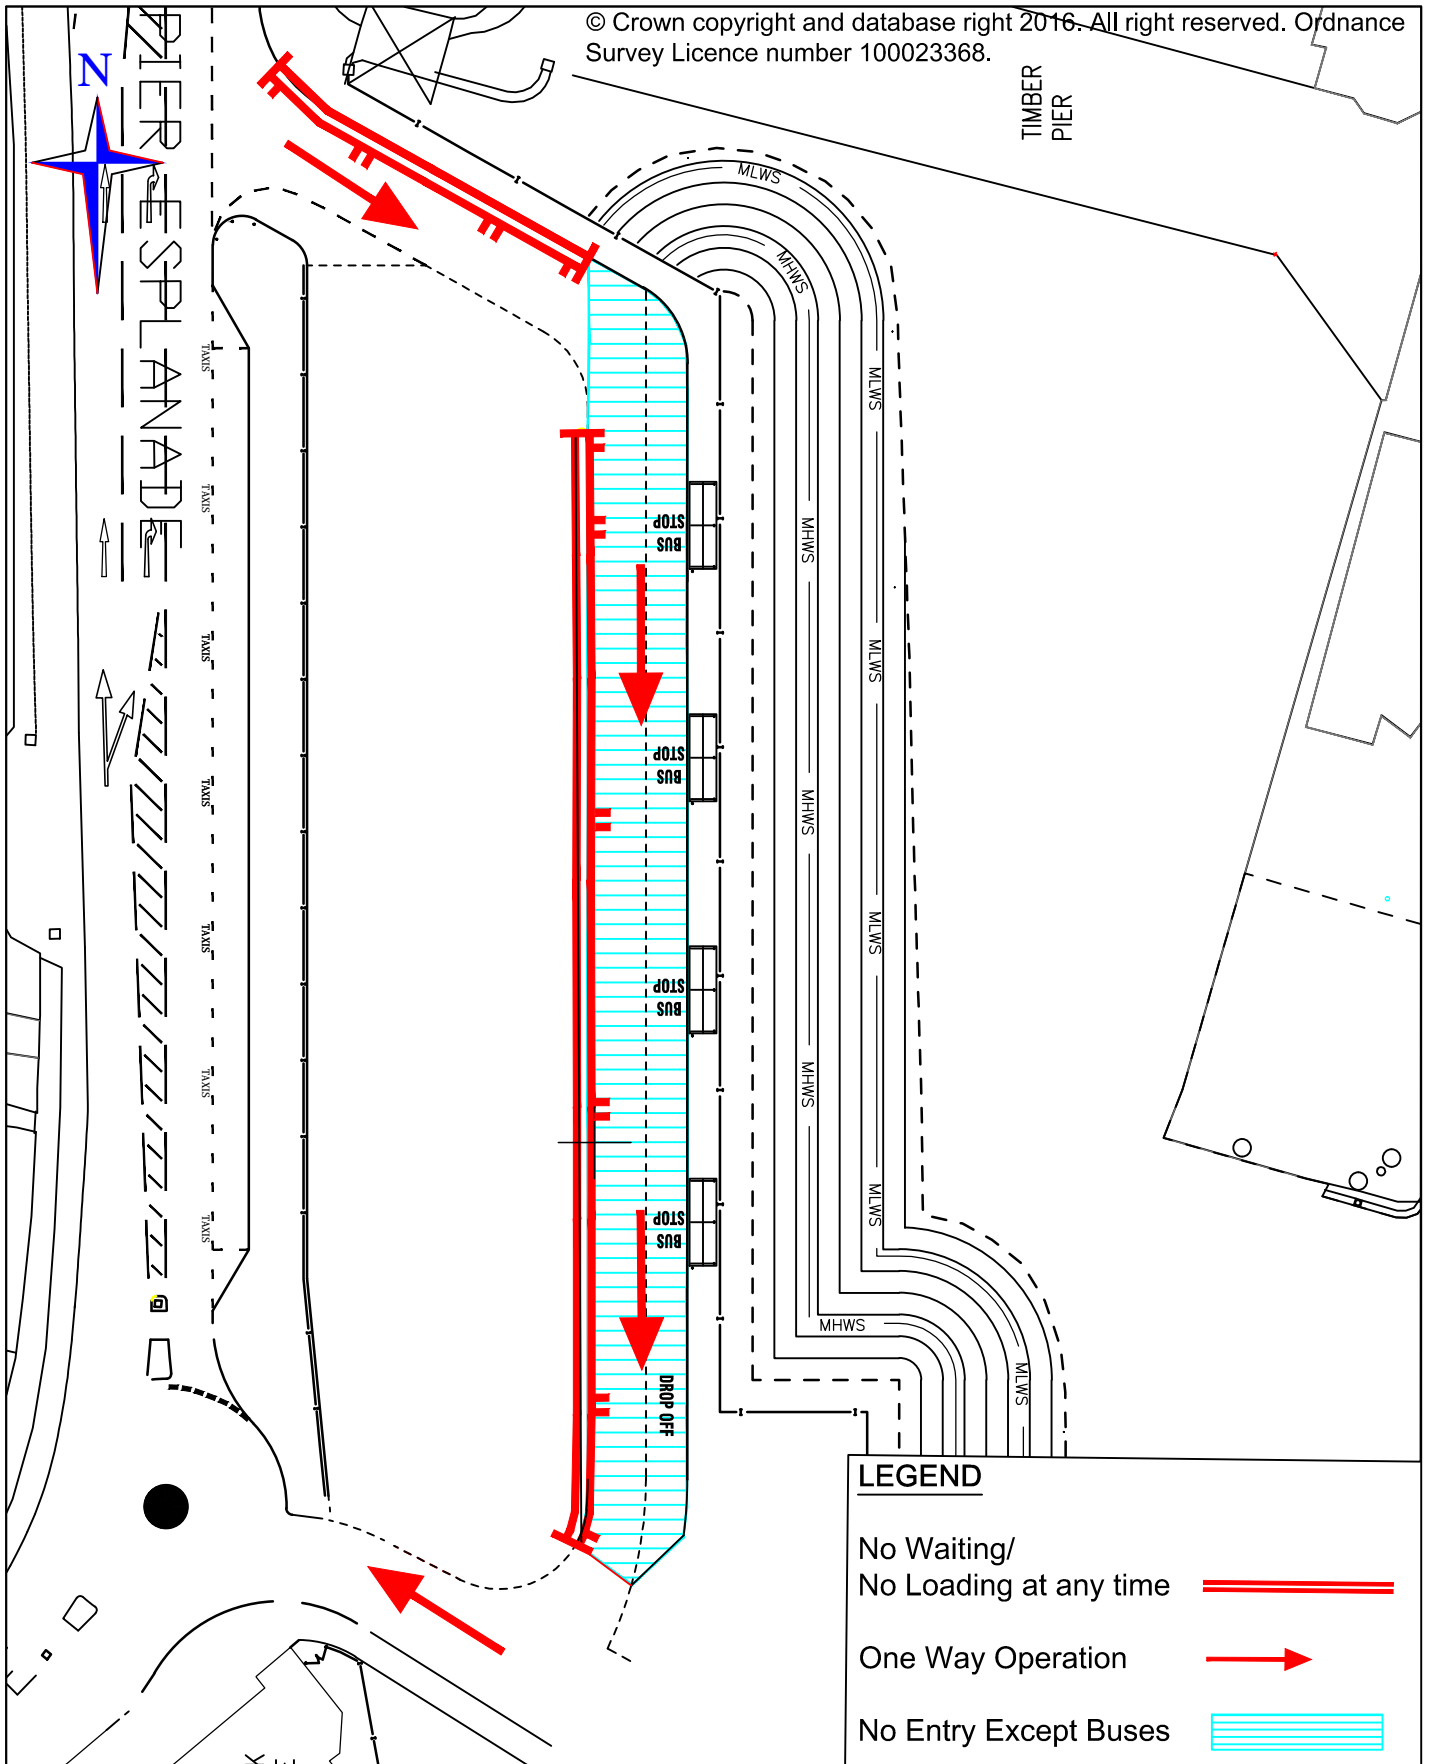 © Crown copyright and database right 2016. All right reserved. Ordnance
Survey Licence number 100023368.
N
PIER ESPLANADE
TIMBER
PIER
MLWS
MHWS
TAXIS
TAXIS
TAXIS
TAXIS
TAXIS
TAXIS
TAXIS
BUS
STOP
BUS
STOP
BUS
STOP
BUS
STOP
DROP OFF
MLWS
MHWS
MLWS
MHWS
MLWS
MHWS
MLWS
MHWS
MLWS
LEGEND
No Waiting/
No Loading at any time
One Way Operation
No Entry Except Buses